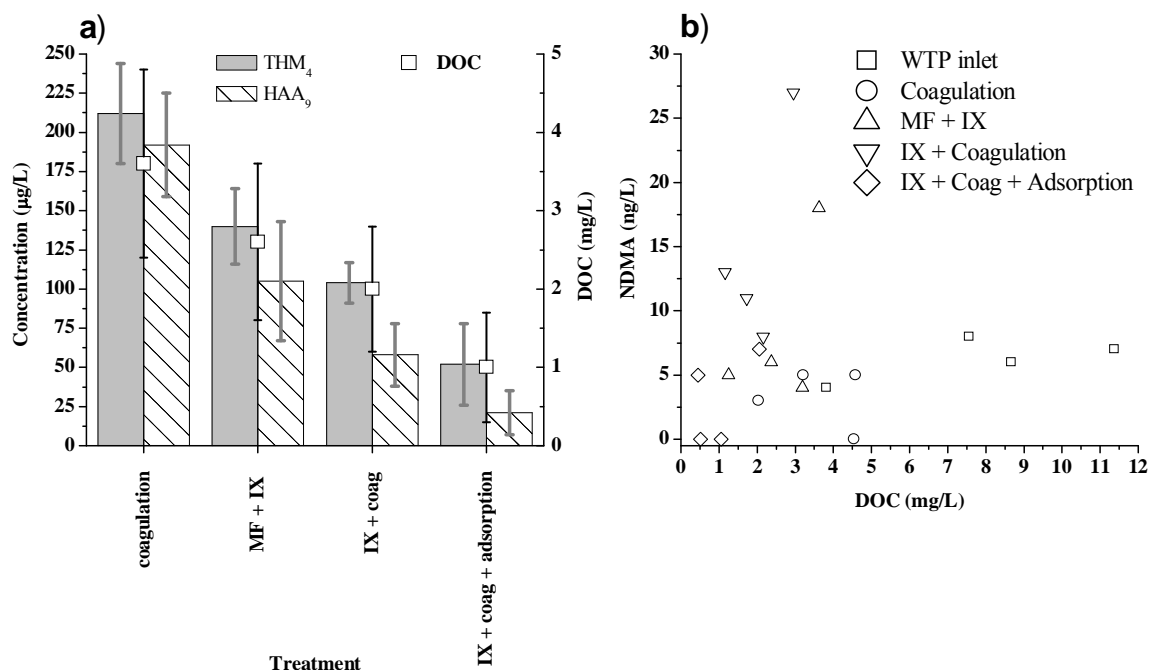 a)
THM4
HAA9
DOC
Concentration (µg/L)
250
225
200
175
150
125
100
75
50
25
0
5
4
3
2
1
0
DOC (mg/L)
coagulation
MF + IX
IX + coag
IX + coag + adsorption
Treatment
b)
WTP inlet
Coagulation
MF + IX
IX + Coagulation
IX + Coag + Adsorption
NDMA (ng/L)
30
25
20
15
10
5
0
0 1 2 3 4 5 6 7 8 9 10 11 12
DOC (mg/L)